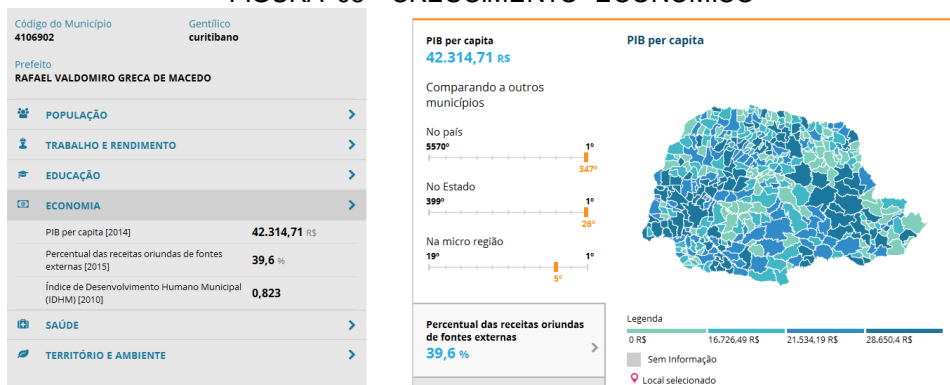 Código do Município
4106902
Gentílico
curitibano
Prefeito
RAFAEL VALDOMIRO GRECA DE MACEDO
POPULAÇÃO
TRABALHO E RENDIMENTO
EDUCAÇÃO
ECONOMIA
PIB per capita [2014] 42.314,71 R$
Percentual das receitas oriundas de fontes
externas [2015] 39,6 %
Índice de Desenvolvimento Humano Municipal
(IDHM) [2010] 0,823
SAÚDE
TERRITÓRIO E AMBIENTE
PIB per capita
42.314,71 R$
Comparando a outros
municípios
No país
5570º 1º
347º
No Estado
399º 1º
26º
Na micro região
19º 1º
5º
Percentual das receitas oriundas
de fontes externas
39,6 %
PIB per capita
Legenda
0 R$ 16.726,49 R$ 21.534,19 R$ 28.650,4 R$
Sem Informação
Local selecionado